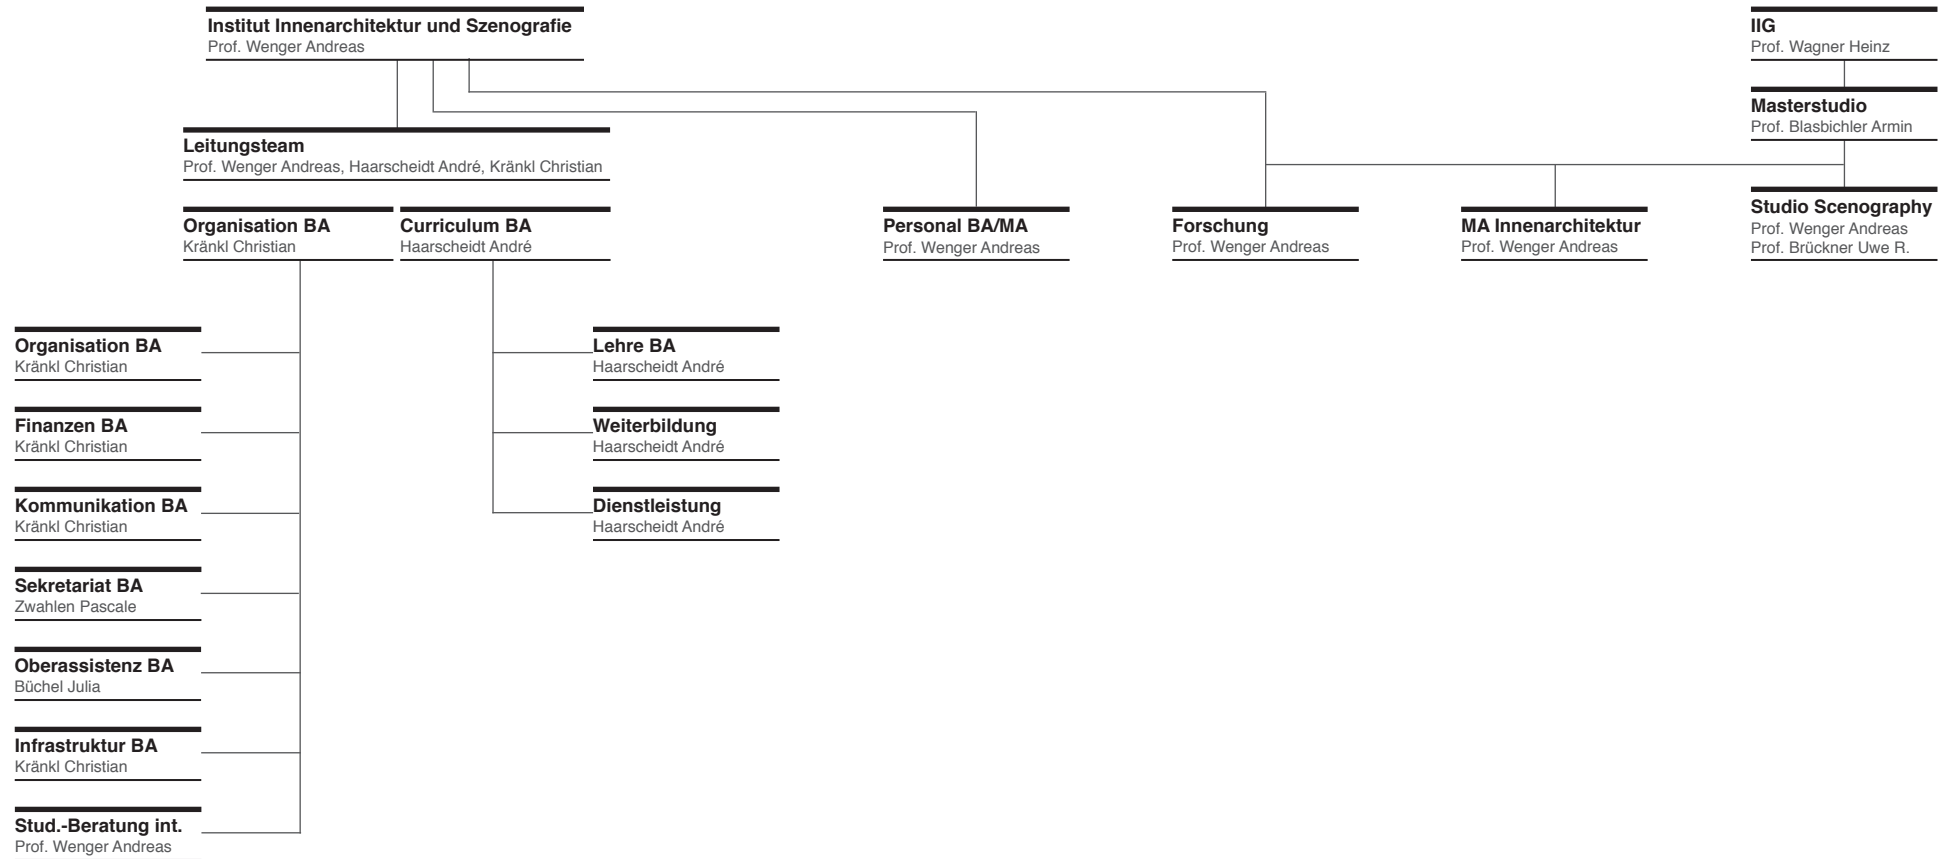 Institut Innenarchitektur und Szenografie
Prof. Wenger Andreas
IIG
Prof. Wagner Heinz
Masterstudio
Prof. Blasbichler Armin
Leitungsteam
Prof. Wenger Andreas, Haarscheidt André, Kränkl Christian
Organisation BA
Kränkl Christian
Curriculum BA
Haarscheidt André
Personal BA/MA
Prof. Wenger Andreas
Forschung
Prof. Wenger Andreas
MA Innenarchitektur
Prof. Wenger Andreas
Studio Scenography
Prof. Wenger Andreas
Prof. Brückner Uwe R.
Organisation BA
Kränkl Christian
Lehre BA
Haarscheidt André
Finanzen BA
Kränkl Christian
Weiterbildung
Haarscheidt André
Kommunikation BA
Kränkl Christian
Dienstleistung
Haarscheidt André
Sekretariat BA
Zwahlen Pascale
Oberassistenz BA
Büchel Julia
Infrastruktur BA
Kränkl Christian
Stud.-Beratung int.
Prof. Wenger Andreas